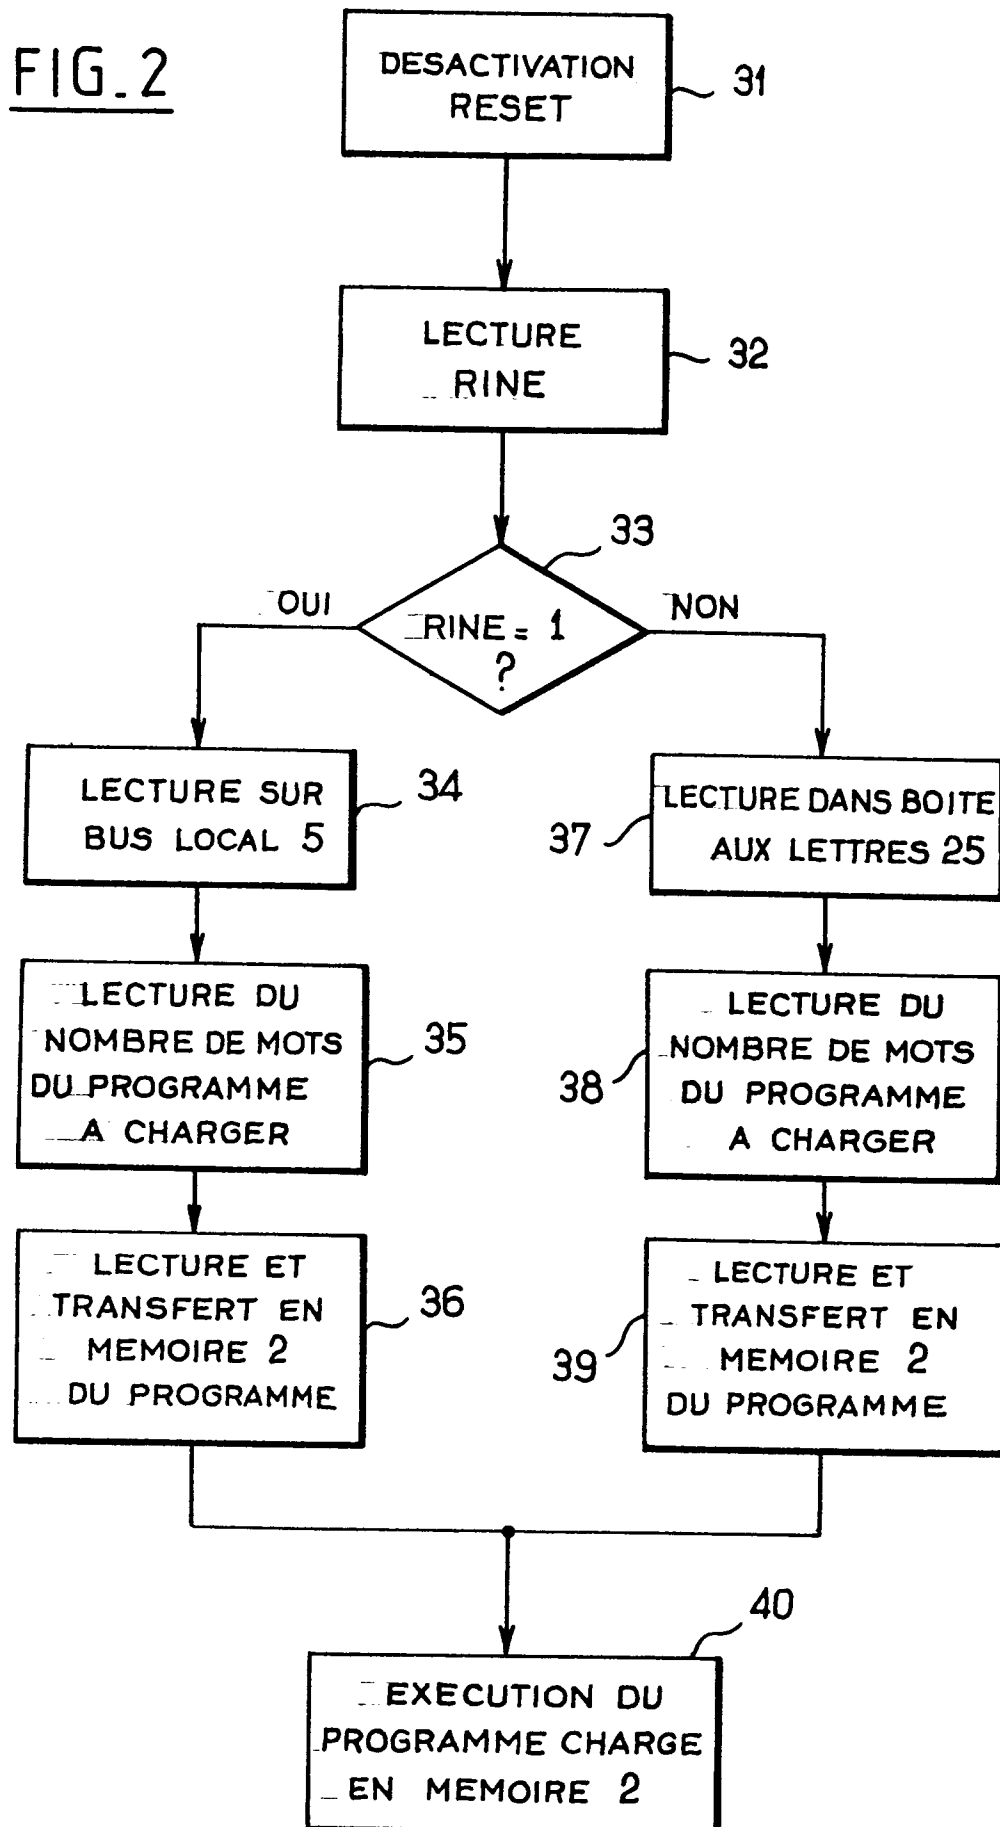 FIG_2
DESACTIVATION
RESET
31
LECTURE
RINE
32
33
OUI
NON
RINE = 1
?
LECTURE SUR
BUS LOCAL 5
34
LECTURE DANS BOITE
AUX LETTRES 25
37
LECTURE DU
NOMBRE DE MOTS
DU PROGRAMME
A CHARGER
35
LECTURE DU
NOMBRE DE MOTS
DU PROGRAMME
A CHARGER
38
LECTURE ET
TRANSFERT EN
MEMOIRE 2
DU PROGRAMME
36
LECTURE ET
TRANSFERT EN
MEMOIRE 2
DU PROGRAMME
39
40
EXECUTION DU
PROGRAMME CHARGE
EN MEMOIRE 2